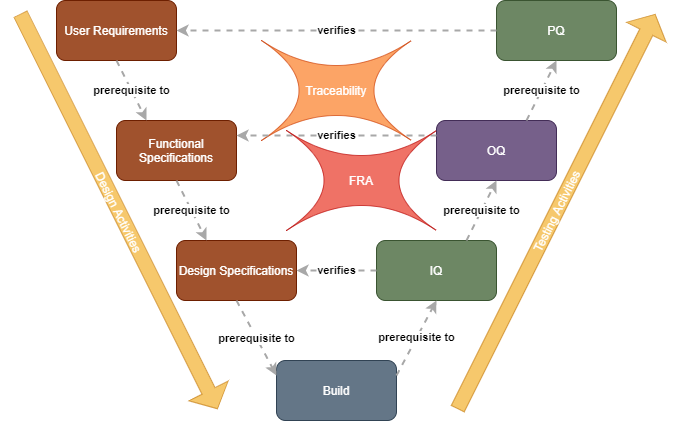 User Requirements
verifies
PQ
prerequisite to
Traceability
prerequisite to
Functional
Specifications
verifies
OQ
Design Activities
FRA
Testing Activities
prerequisite to
prerequisite to
Design Specifications
verifies
IQ
prerequisite to
prerequisite to
Build